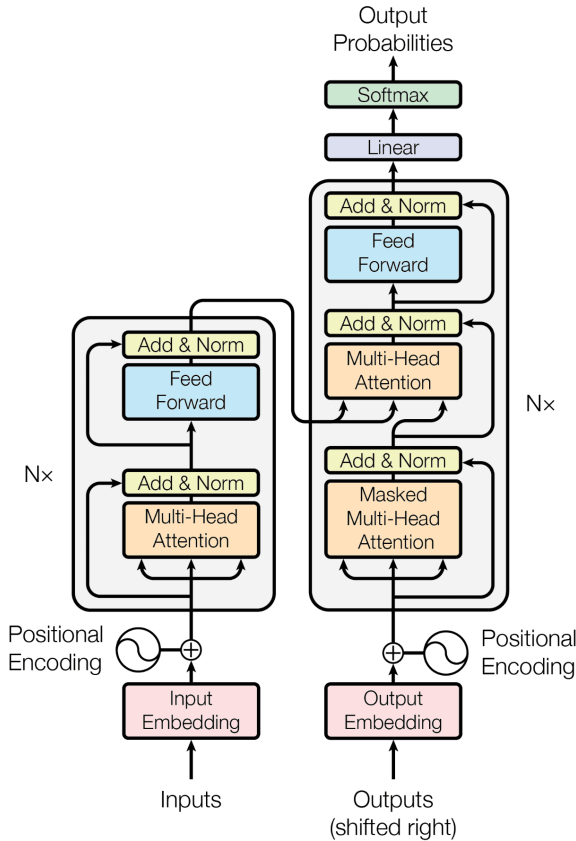 Output
Probabilities
Softmax
Linear
Add & Norm
Feed
Forward
Add & Norm
Multi-Head
Attention
Add & Norm
Masked
Multi-Head
Attention
Nx
Positional
Encoding
Output
Embedding
Outputs
(shifted right)
Add & Norm
Feed
Forward
Add & Norm
Multi-Head
Attention
Nx
Positional
Encoding
Input
Embedding
Inputs